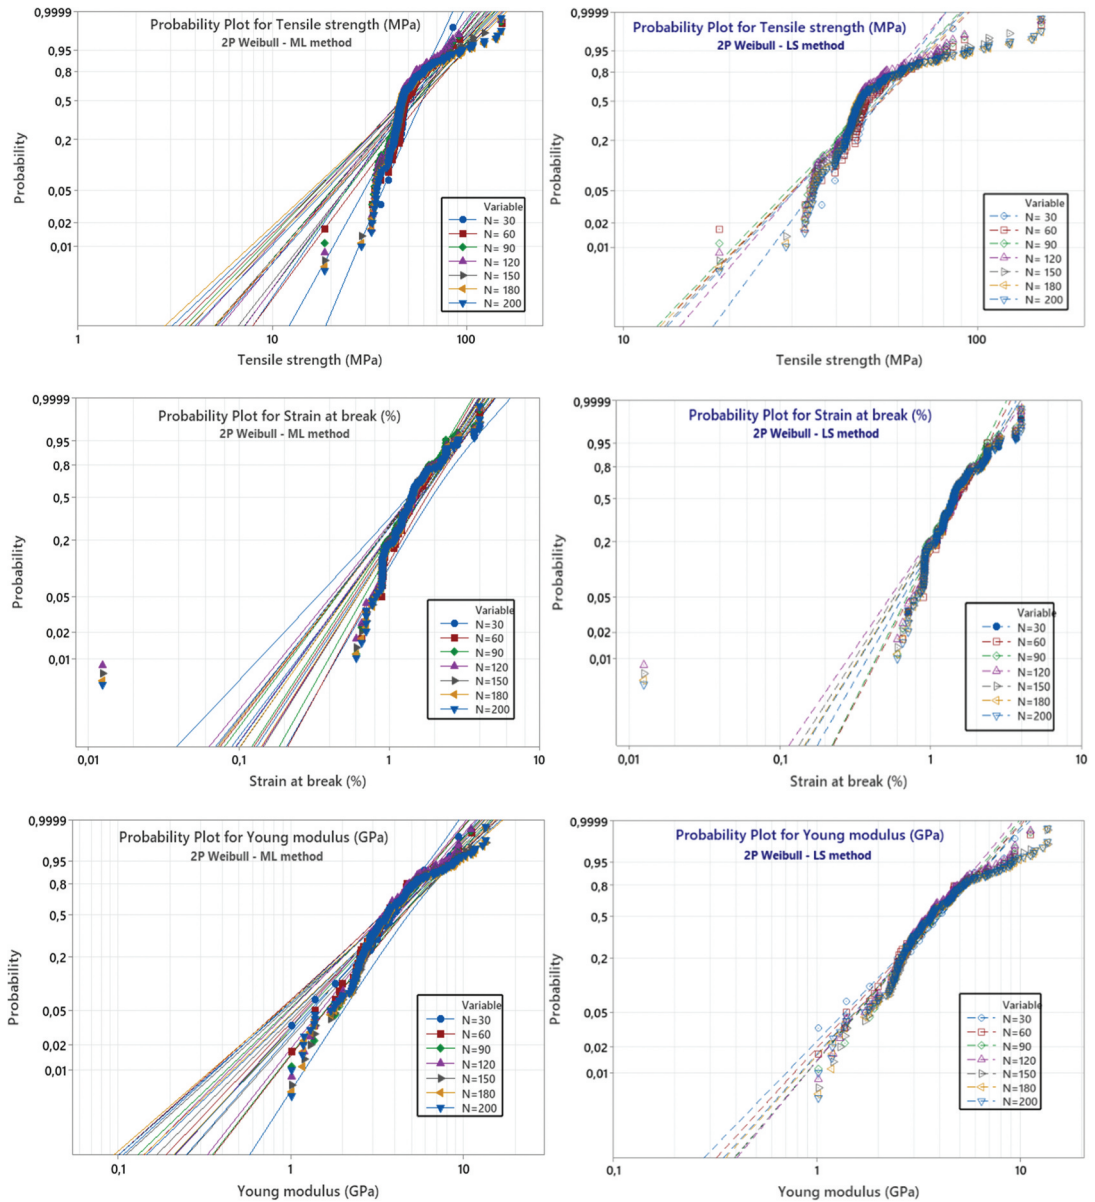 Probability Plot for Tensile strength (MPa)
2P Weibull - ML method
0,9999
0,95
0,8
0,5
0,2
0,05
0,02
0,01
Probability
Variable
N= 30
N= 60
N= 90
N= 120
N= 150
N= 180
N= 200
1
10
100
Tensile strength (MPa)
Probability Plot for Tensile strength (MPa)
2P Weibull - LS method
0,9999
0,95
0,8
0,5
0,2
0,05
0,02
0,01
Probability
Variable
N= 30
N= 60
N= 90
N= 120
N= 150
N= 180
N= 200
10
100
Tensile strength (MPa)
Probability Plot for Strain at break (%)
2P Weibull - ML method
0,9999
0,95
0,8
0,5
0,2
0,05
0,02
0,01
Probability
Variable
N=30
N=60
N=90
N=120
N=150
N=180
N=200
0,01
0,1
1
10
Strain at break (%)
Probability Plot for Strain at break (%)
2P Weibull - LS method
0,9999
0,95
0,8
0,5
0,2
0,05
0,02
0,01
Probability
Variable
N=30
N=60
N=90
N=120
N=150
N=180
N=200
0,01
0,1
1
10
Strain at break (%)
Probability Plot for Young modulus (GPa)
2P Weibull - ML method
0,9999
0,95
0,8
0,5
0,2
0,05
0,02
0,01
Probability
Variable
N=30
N=60
N=90
N=120
N=150
N=180
N=200
0,1
1
10
Young modulus (GPa)
Probability Plot for Young modulus (GPa)
2P Weibull - LS method
0,9999
0,95
0,8
0,5
0,2
0,05
0,02
0,01
Probability
Variable
N=30
N=60
N=90
N=120
N=150
N=180
N=200
0,1
1
10
Young modulus (GPa)